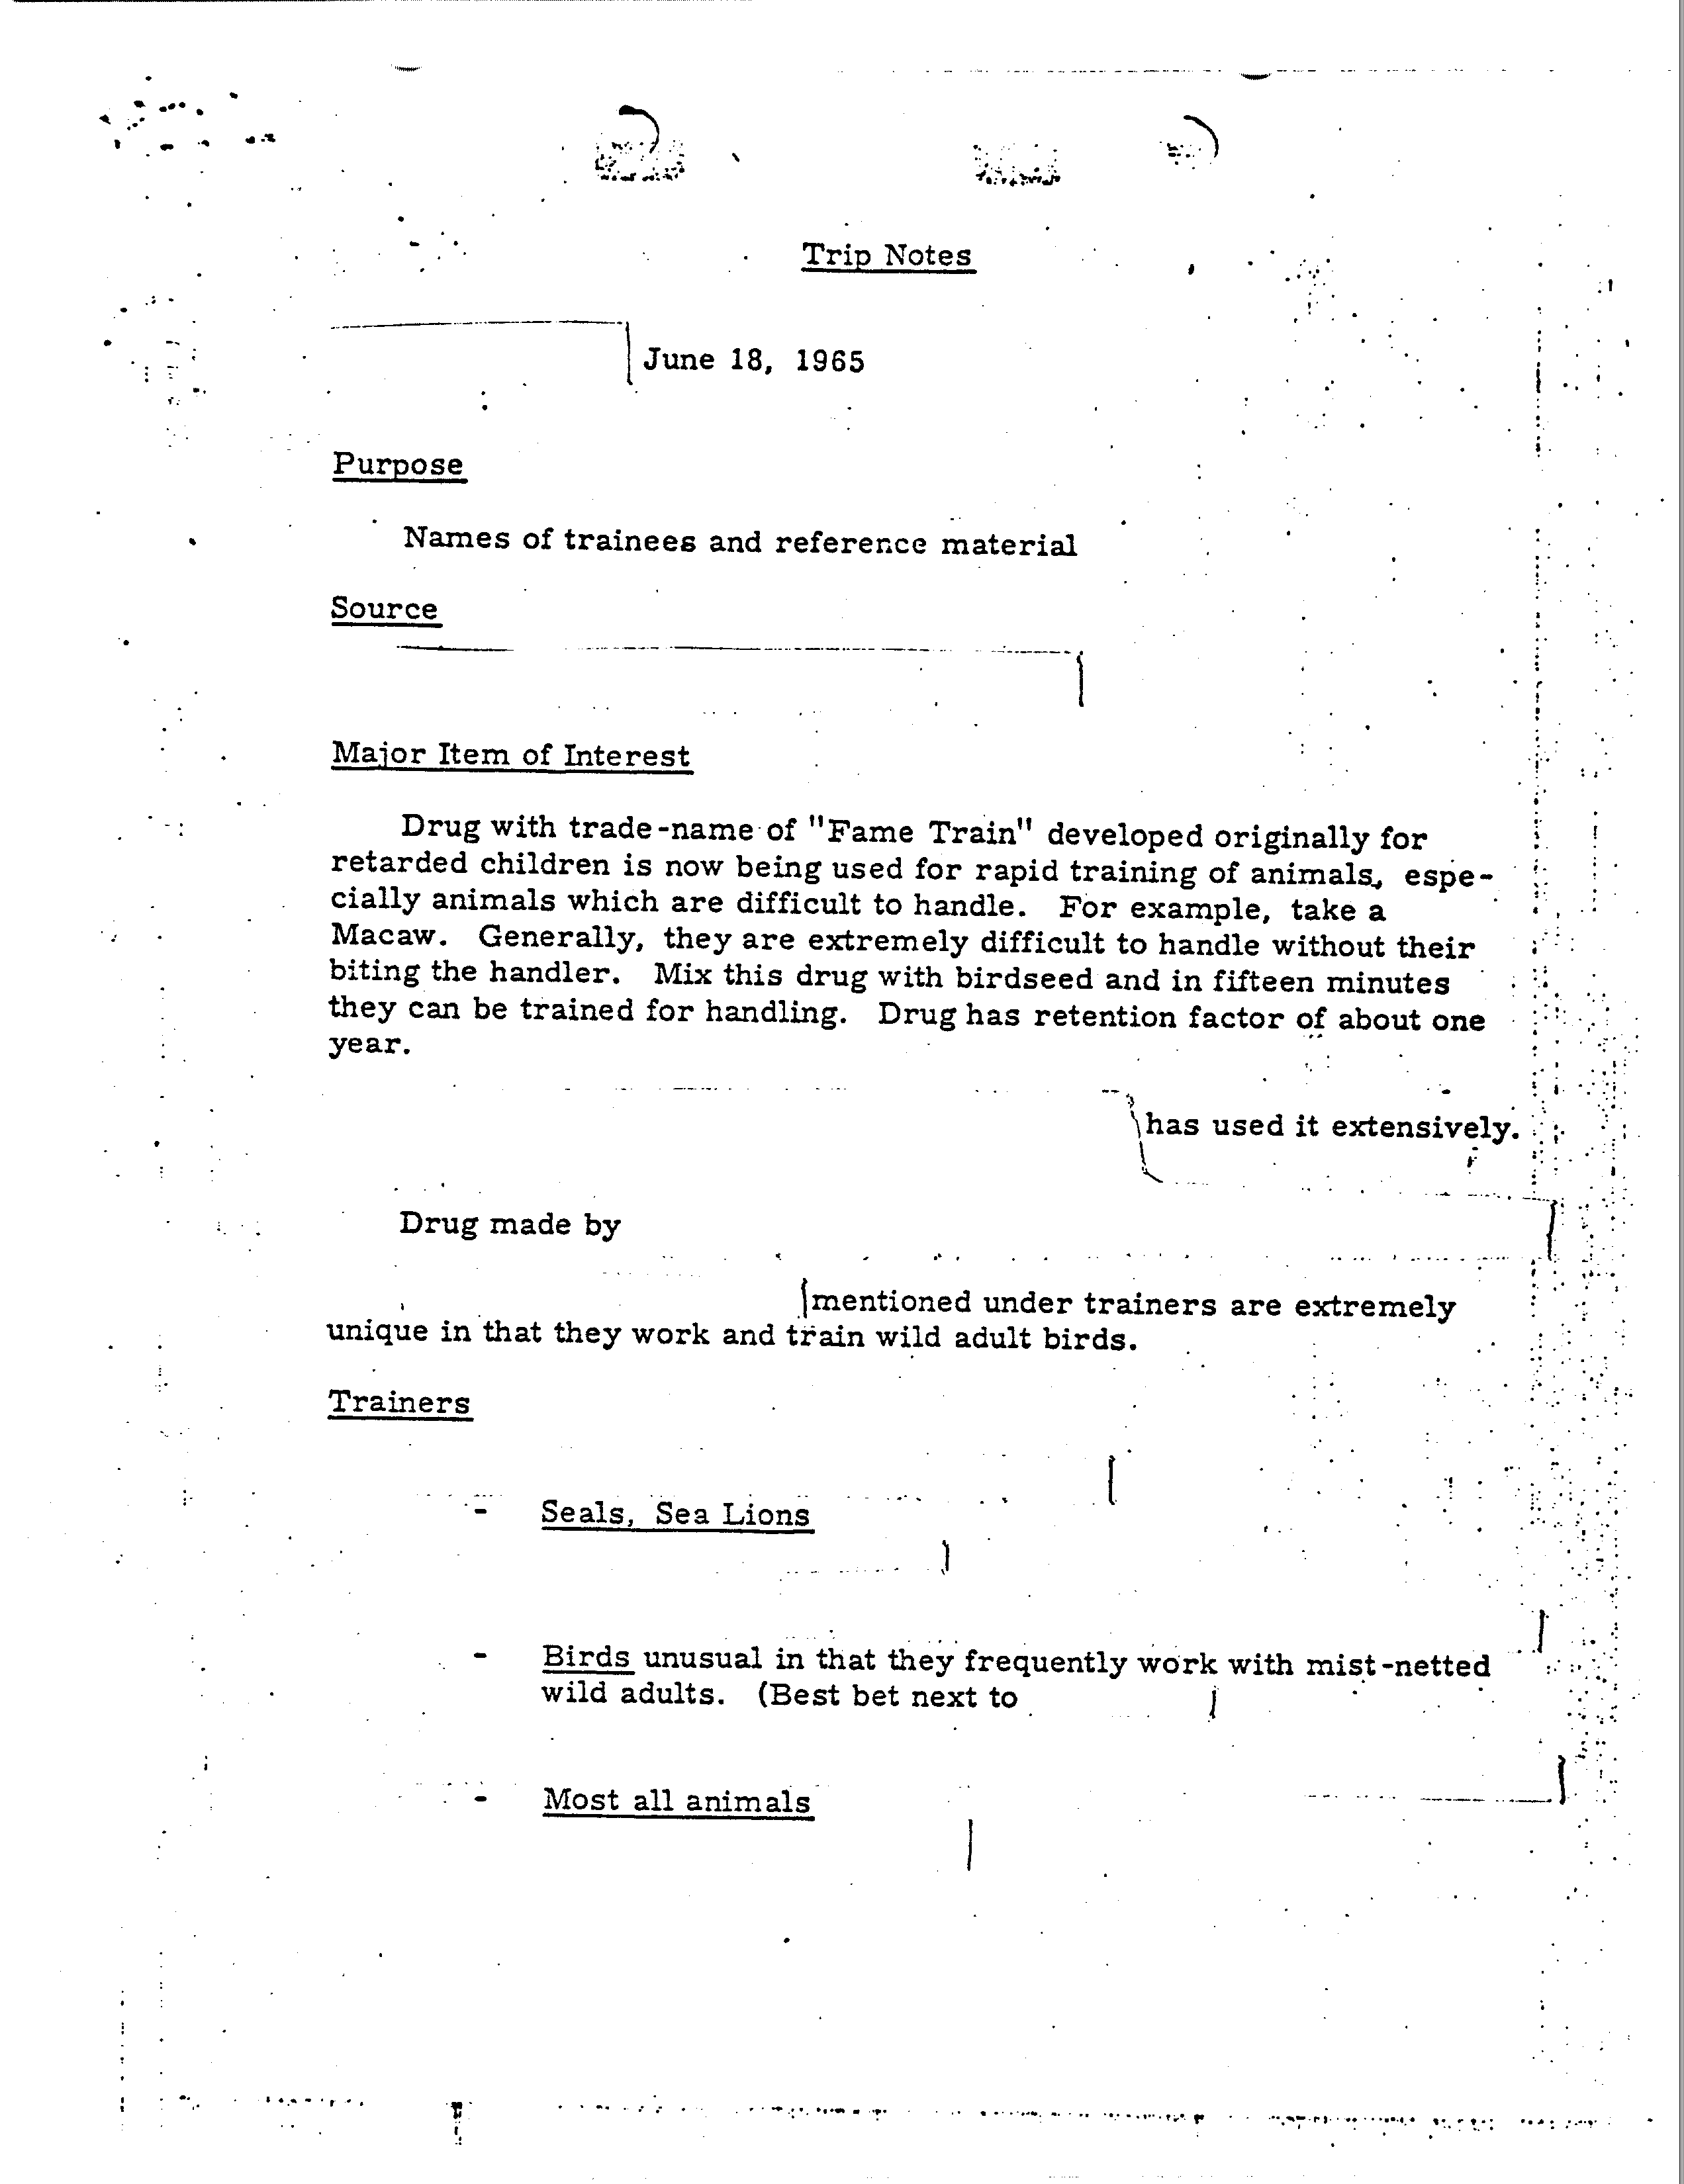 Trip Notes
June 18, 1965
Purpose
Names of trainees and reference material
Source
Major Item of Interest
Drug with trade-name of "Fame Train" developed originally for
retarded children is now being used for rapid training of animals, espe-
cially animals which are difficult to handle. For example, take a
Macaw. Generally, they are extremely difficult to handle without their
biting the handler. Mix this drug with birdseed and in fifteen minutes
they can be trained for handling. Drug has retention factor of about one
year.
has used it extensively.
Drug made by
mentioned under trainers are extremely
unique in that they work and train wild adult birds.
Trainers
- Seals, Sea Lions
- Birds unusual in that they frequently work with mist-netted
wild adults. (Best bet next to
- Most all animals